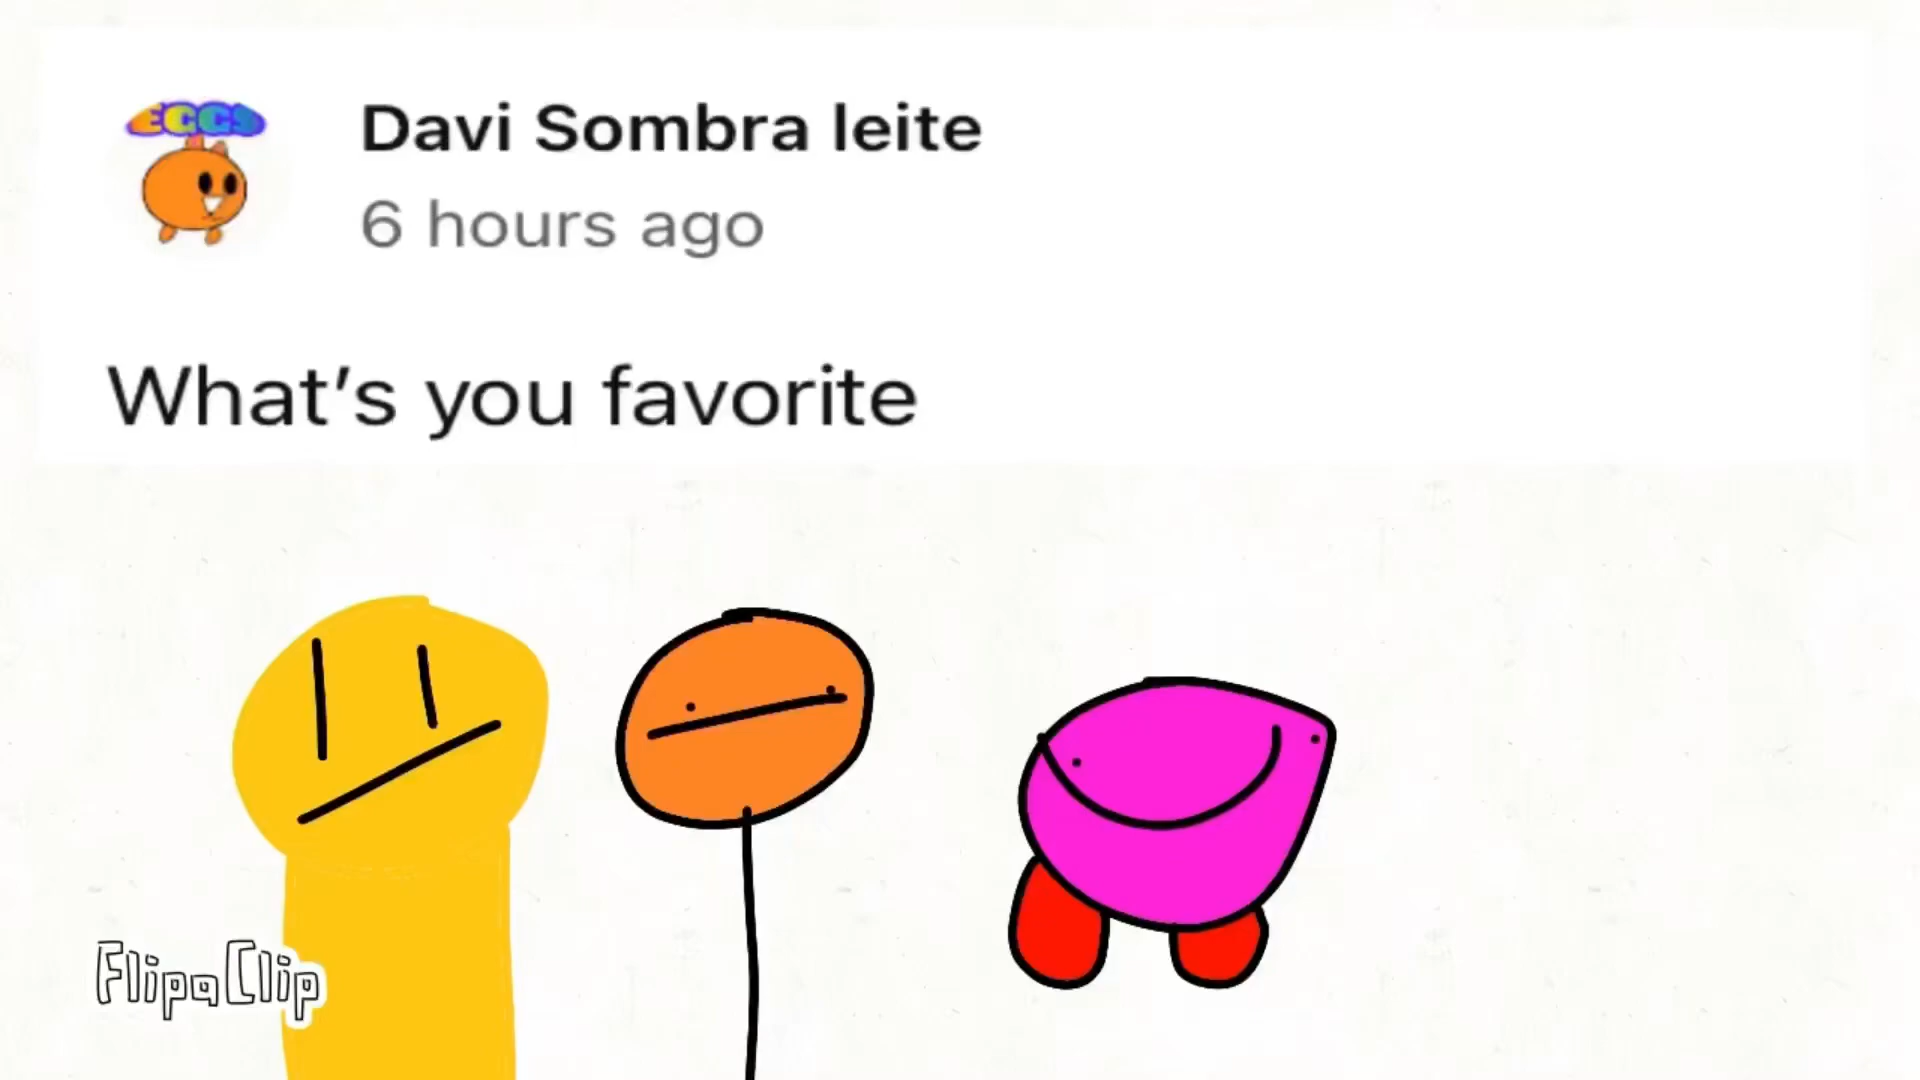 EGGS
Davi Sombra leite
6 hours ago
What's you favorite
FlipaClip